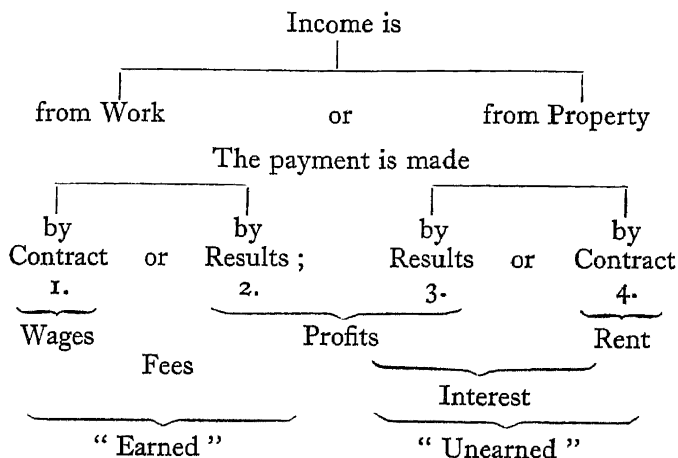 Income is
from Work or from Property
The payment is made
by by by by
Contract or Results ; Results or Contract
1. 2. 3. 4.
Wages Profits Rent
Fees
Interest
“ Earned ” “ Unearned ”